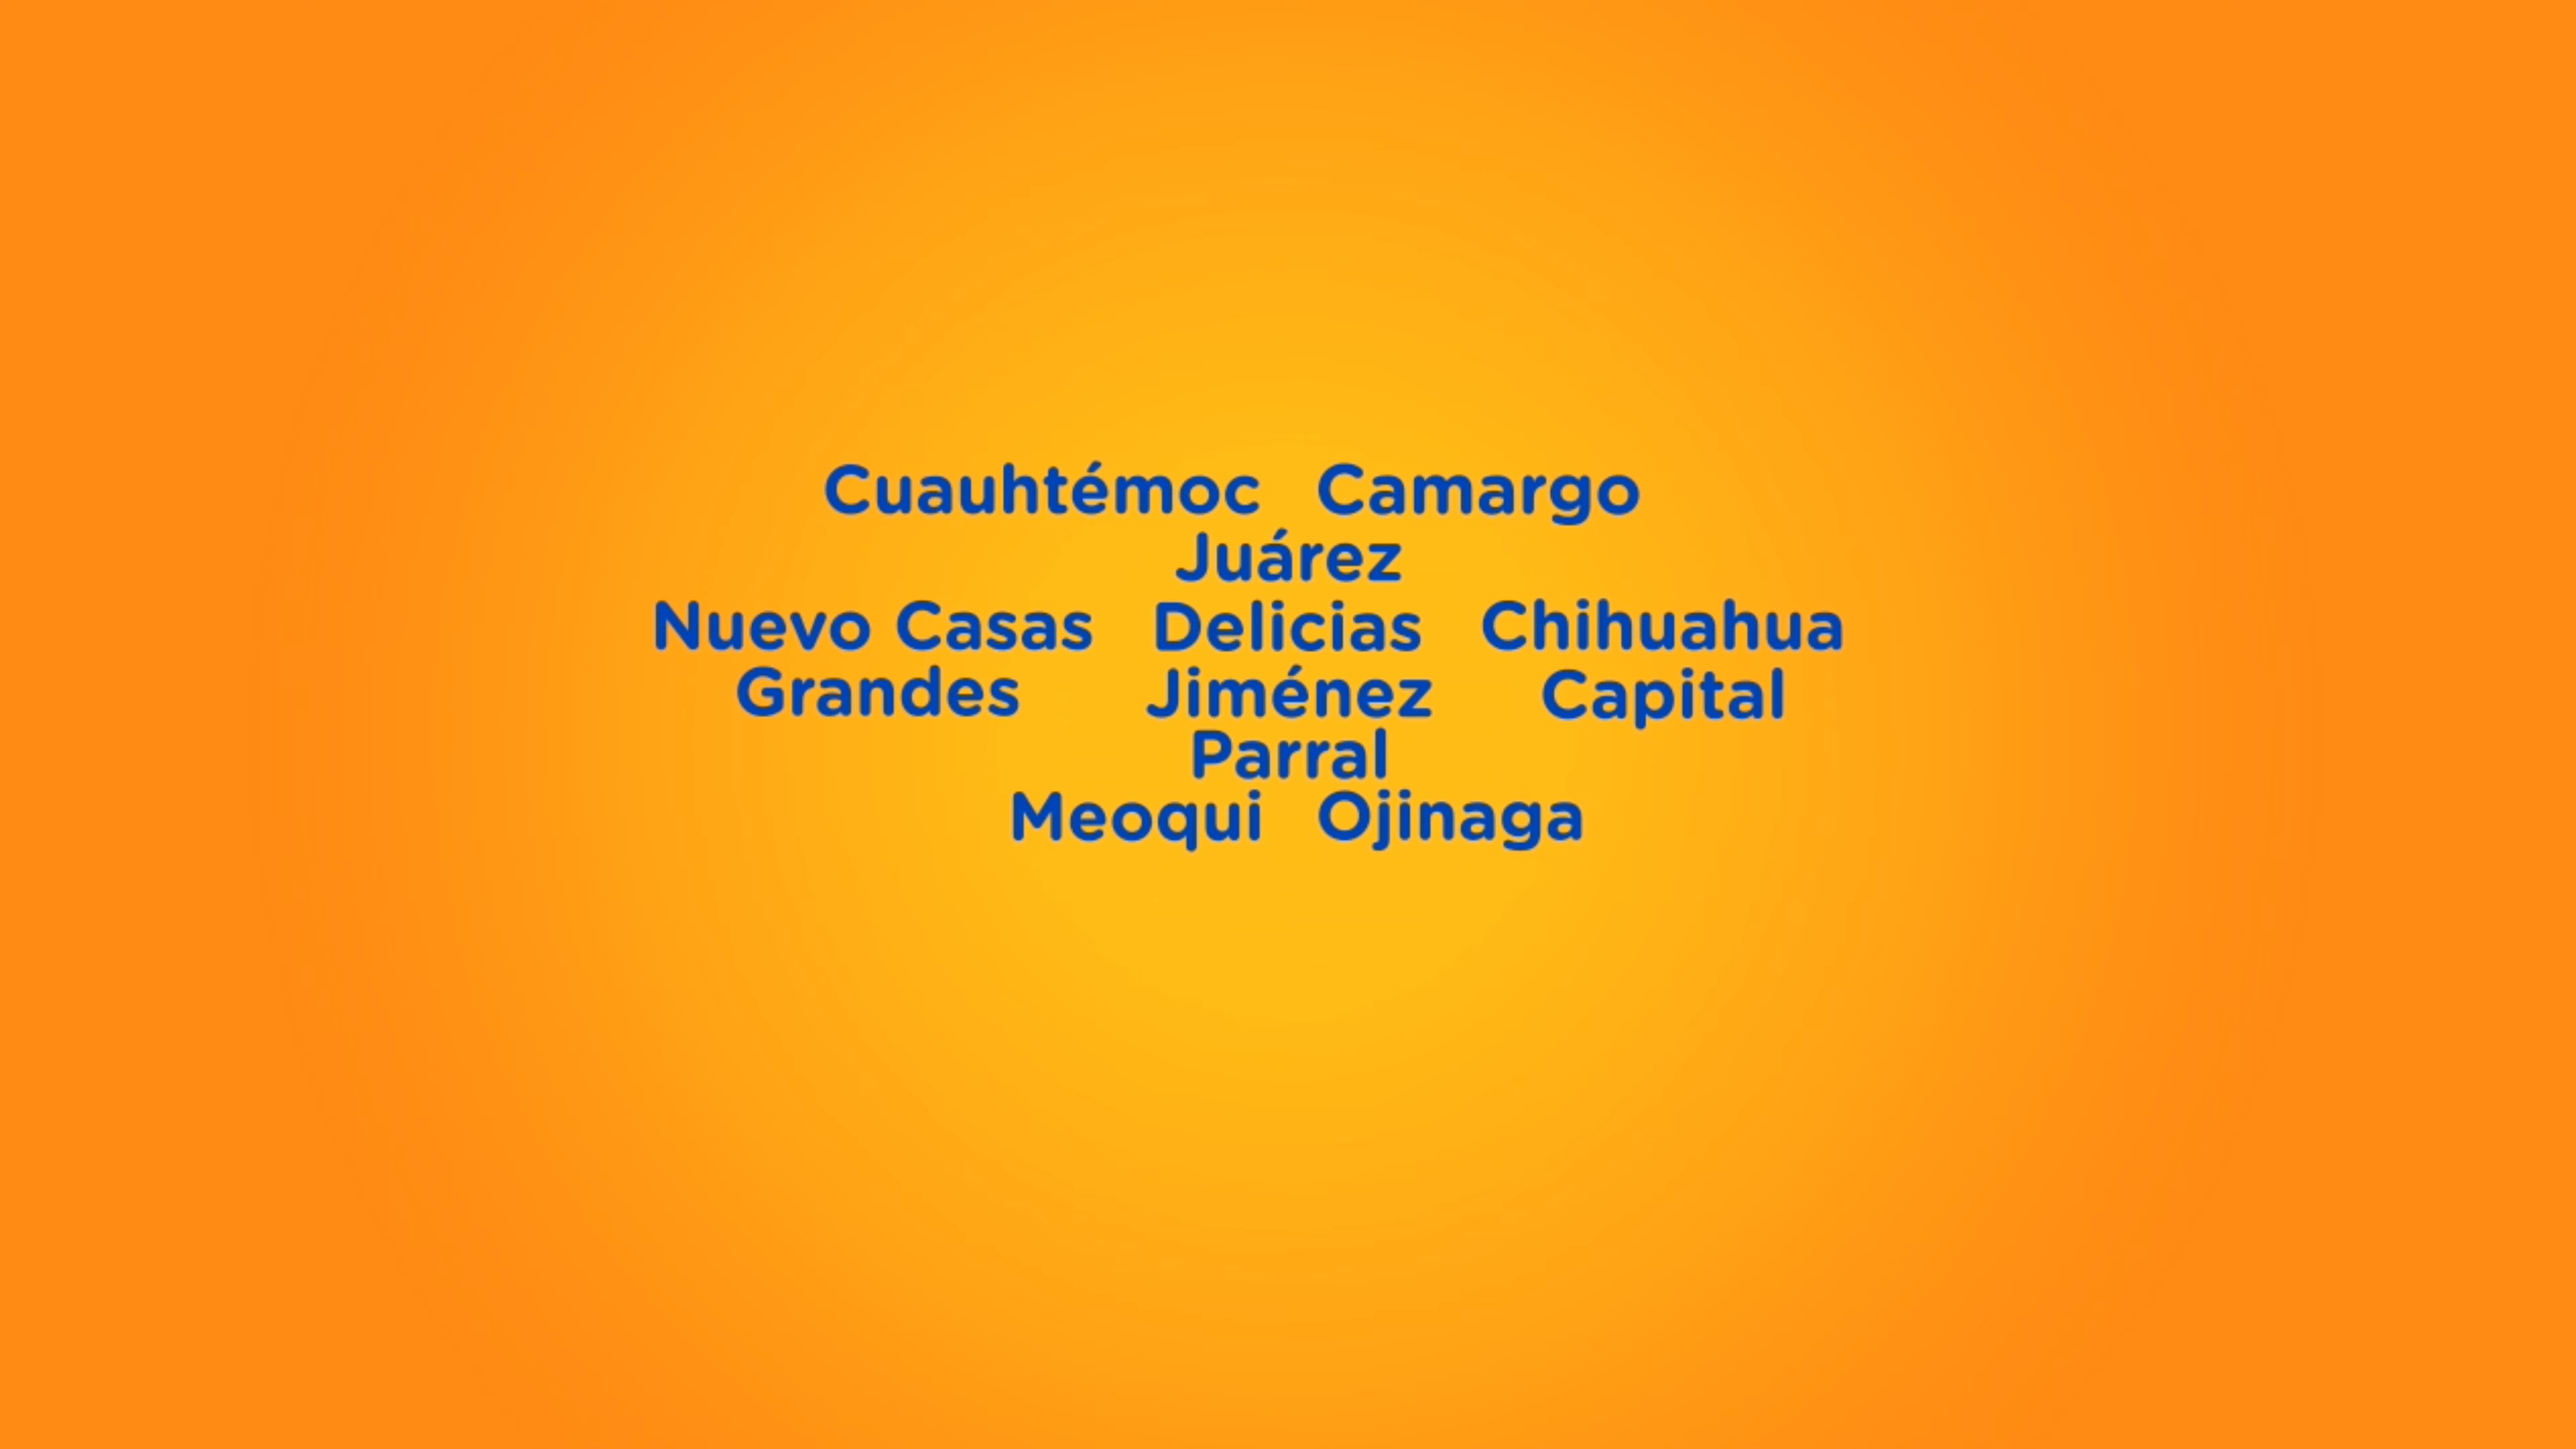 Cuauhtémoc Camargo
Juárez
Nuevo Casas Delicias Chihuahua
Grandes Jiménez Capital
Parral
Meoqui Ojinaga